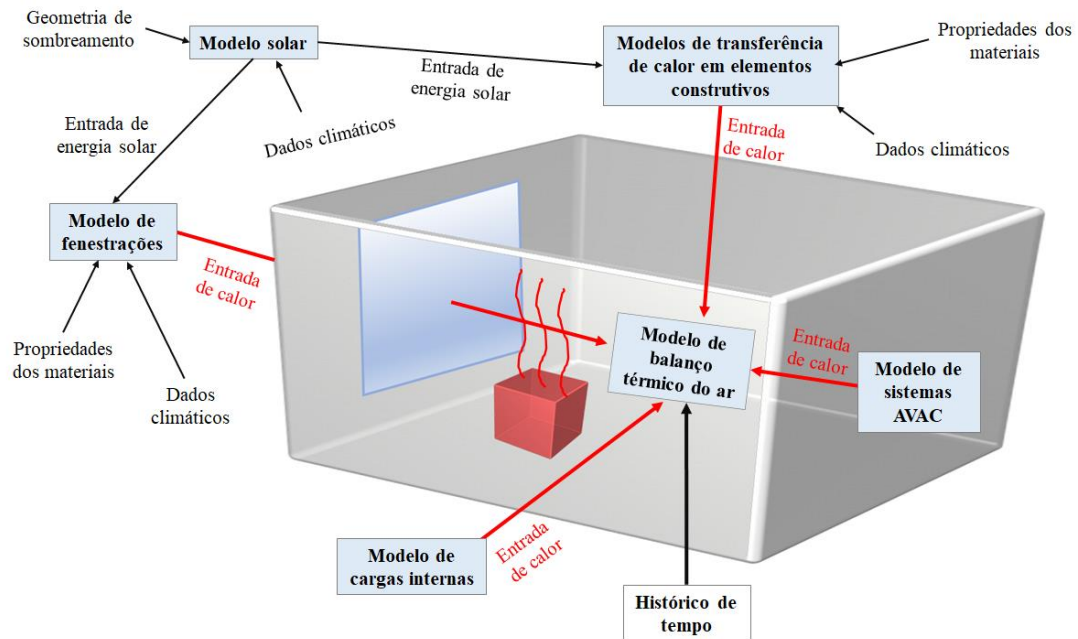 Geometria de
sombreamento
Modelo solar
Entrada de
energia solar
Modelos de transferência
de calor em elementos
construtivos
Propriedades dos
materiais
Entrada de
energia solar
Dados climáticos
Entrada
de calor
Dados climáticos
Modelo de
fenestrações
Entrada
de calor
Propriedades
dos materiais
Dados
climáticos
Modelo de
balanço
térmico do ar
Entrada
de calor
Modelo de
sistemas
AVAC
Modelo de
cargas internas
Entrada
de calor
Histórico de
tempo